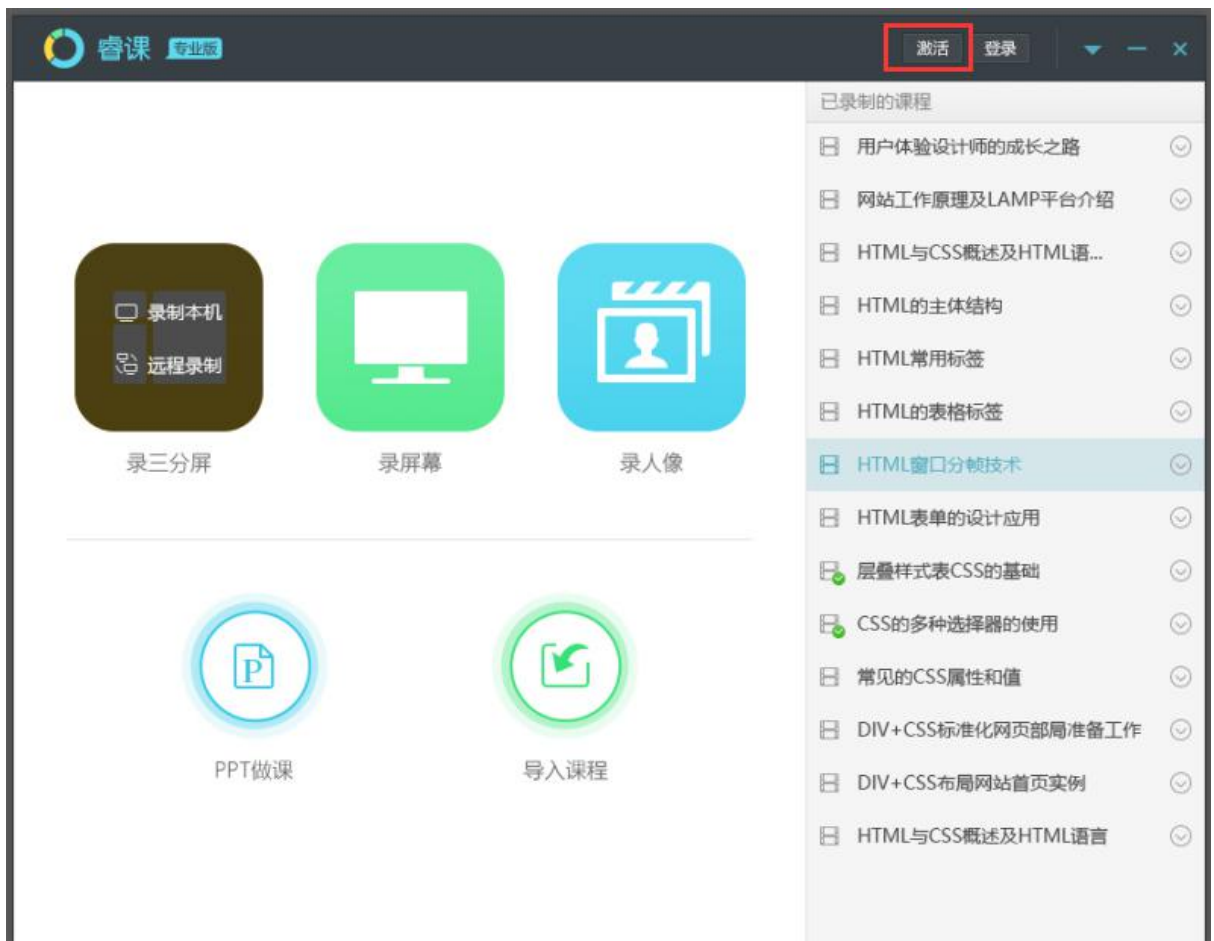 睿课 专业版
激活 登录
已录制的课程
用户体验设计师的成长之路
网站工作原理及LAMP平台介绍
HTML与CSS概述及HTML语...
HTML的主体结构
HTML常用标签
HTML的表格标签
HTML窗口分帧技术
HTML表单的设计应用
层叠样式表CSS的基础
CSS的多种选择器的使用
常见的CSS属性和值
DIV+CSS标准化网页部局准备工作
DIV+CSS布局网站首页实例
HTML与CSS概述及HTML语言
录制本机
远程录制
录三分屏
录屏幕
录人像
P
PPT做课
导入课程